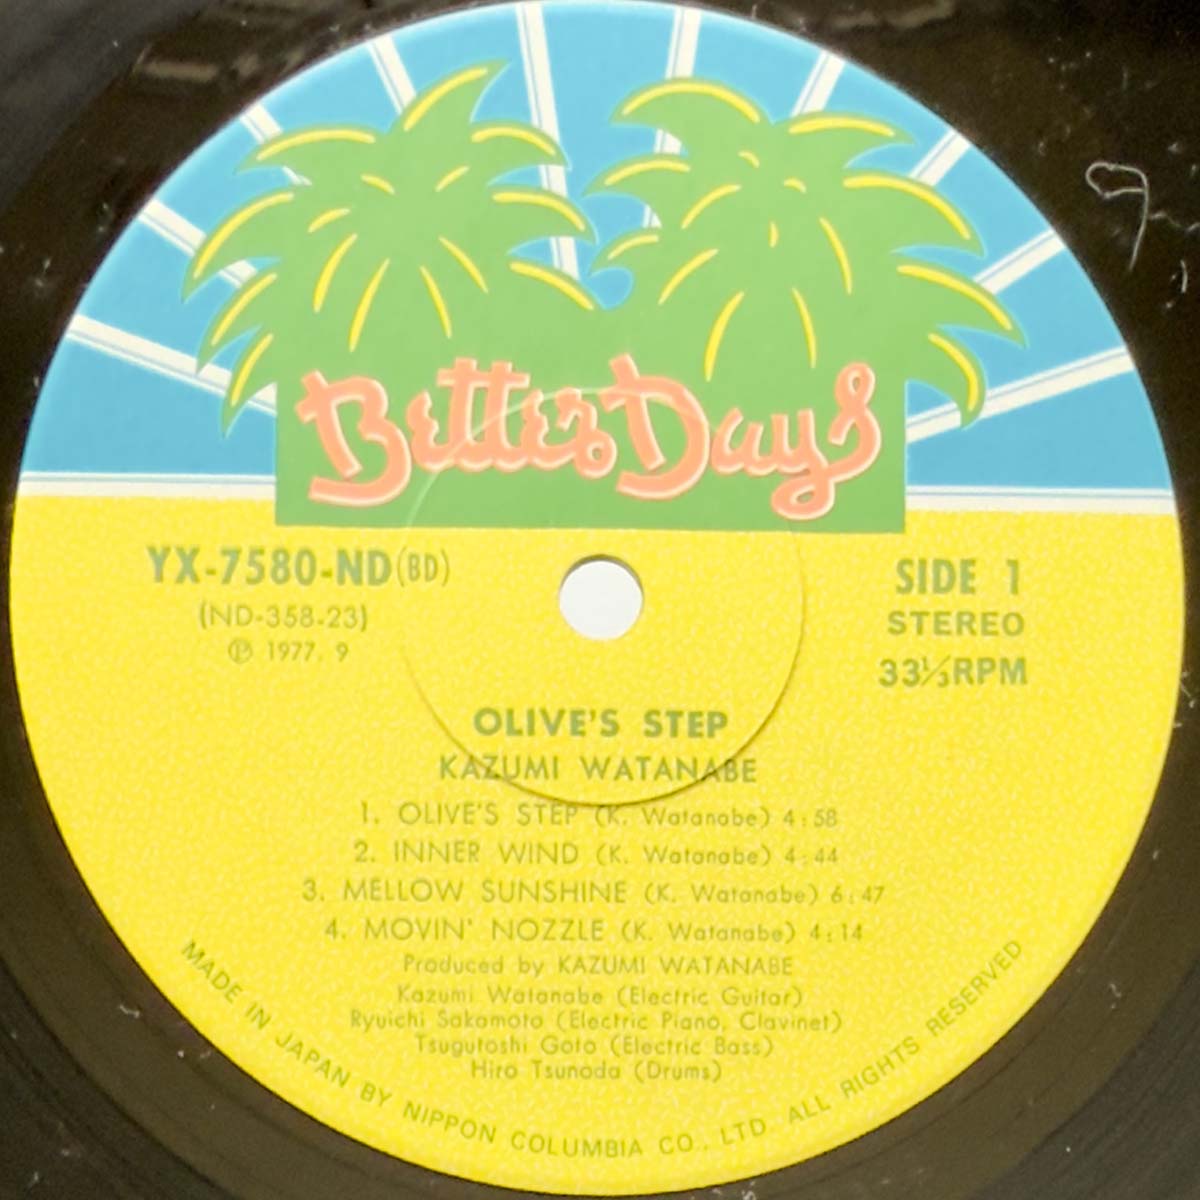 Better Days
YX-7580-ND(BD)
(ND-358-23)
Ⓟ 1977. 9
SIDE 1
STEREO
33⅓RPM
OLIVE'S STEP
KAZUMI WATANABE
1. OLIVE'S STEP (K. Watanabe) 4:58
2. INNER WIND (K. Watanabe) 4:44
3. MELLOW SUNSHINE (K. Watanabe) 6:47
4. MOVIN' NOZZLE (K. Watanabe) 4:14
Produced by KAZUMI WATANABE
Kazumi Watanabe (Electric Guitar)
Ryuichi Sakamoto (Electric Piano, Clavinet)
Tsugutoshi Goto (Electric Bass)
Hiro Tsunoda (Drums)
MADE IN JAPAN BY NIPPON COLUMBIA CO., LTD. ALL RIGHTS RESERVED